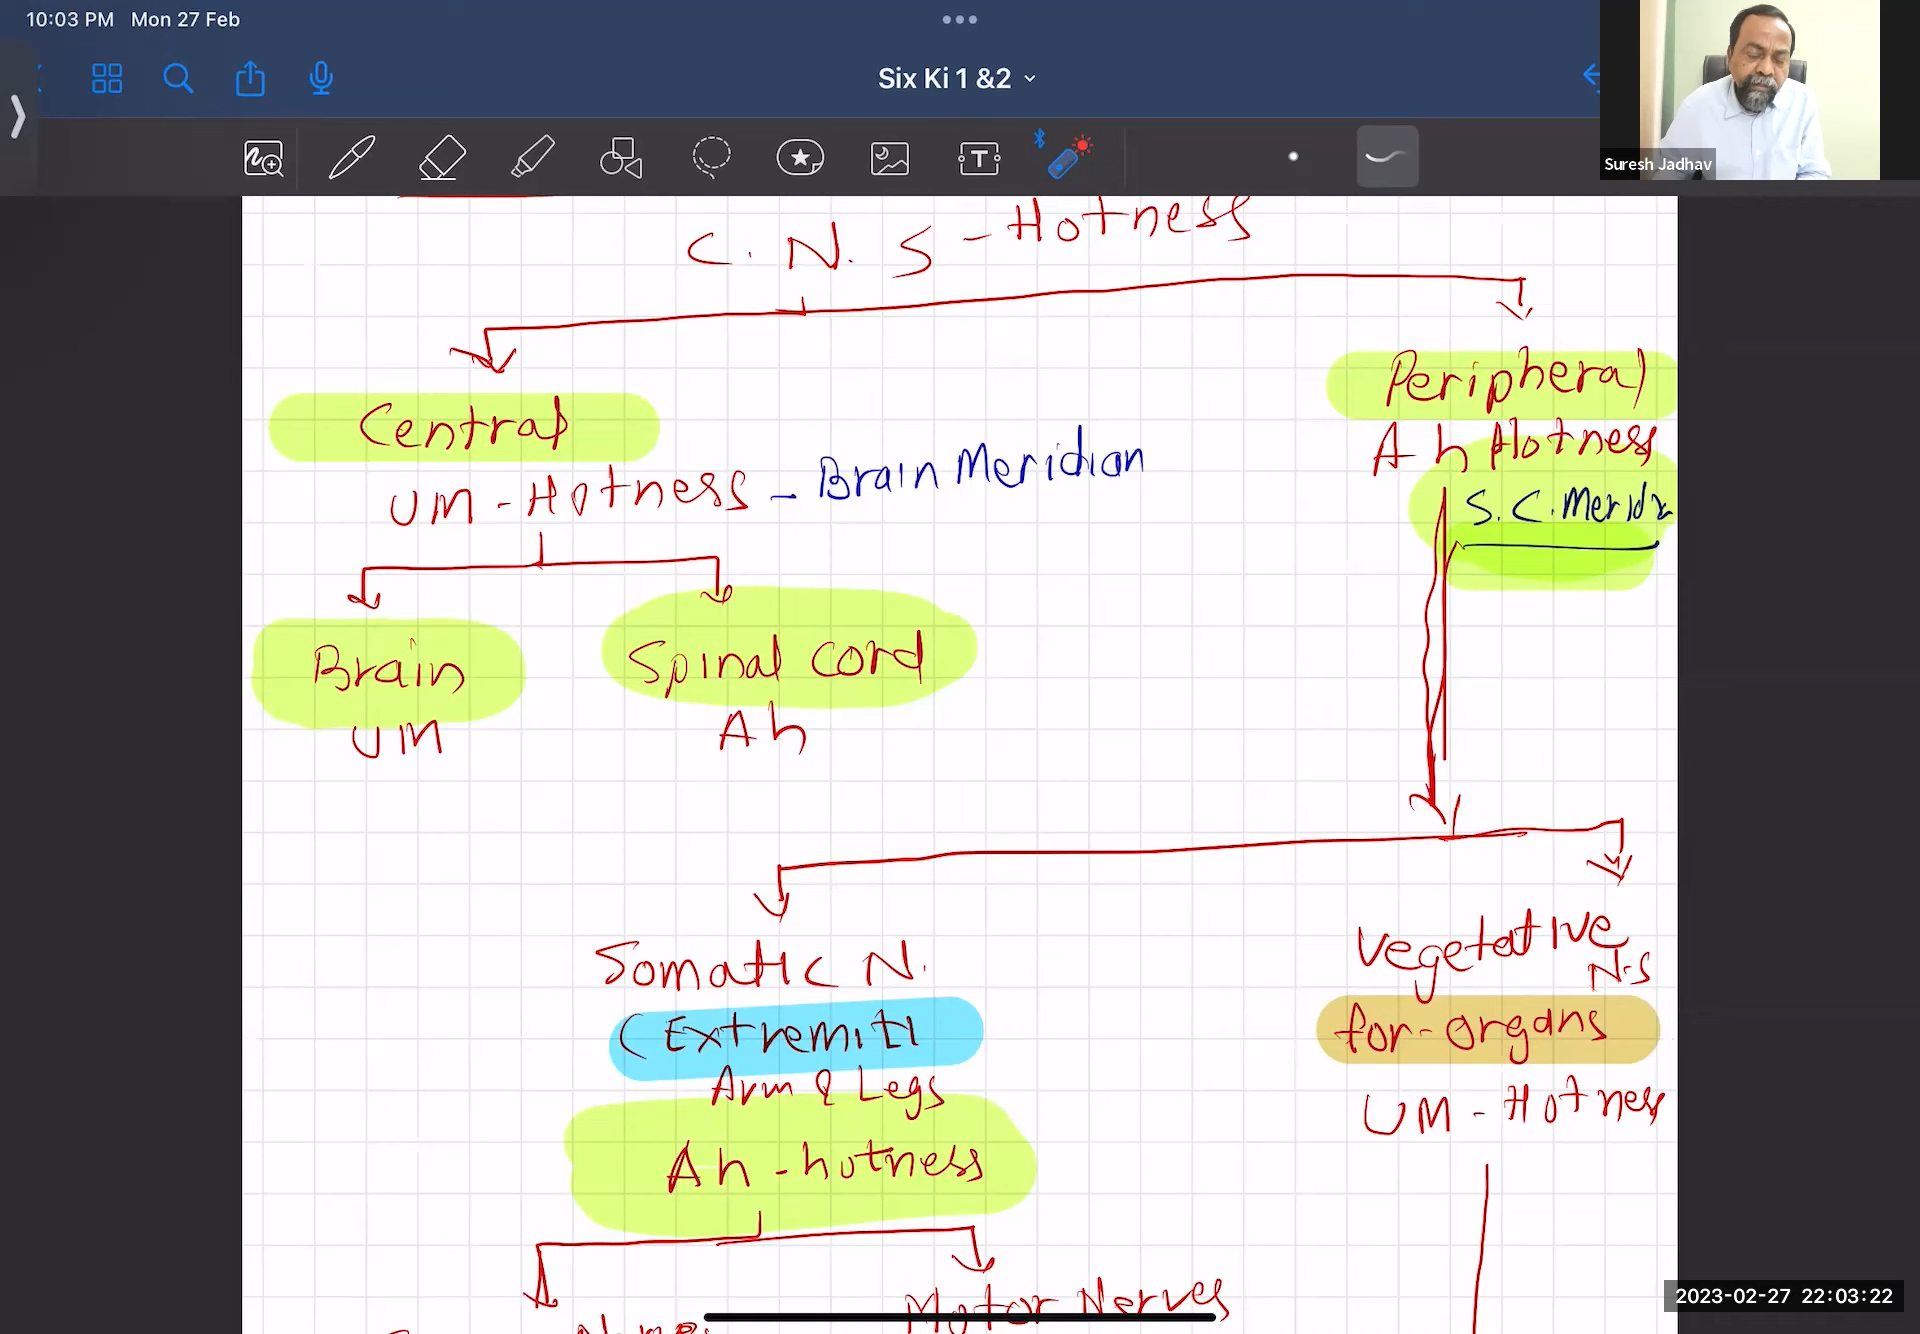 10:03 PM Mon 27 Feb
Six Ki 1 &2
Suresh Jadhav
C. N. S - Hotness
Central
Peripheral
UM - Hotness - Brain Meridian
Ah Hotness
S. C. Merid
Brain
Spinal cord
UM
Ah
Somatic N.
Vegetative
N.S
(Extremiti
for-organs
Arm & Legs
UM - Hotness
Ah - hotness
Motor Nerves
2023-02-27 22:03:22